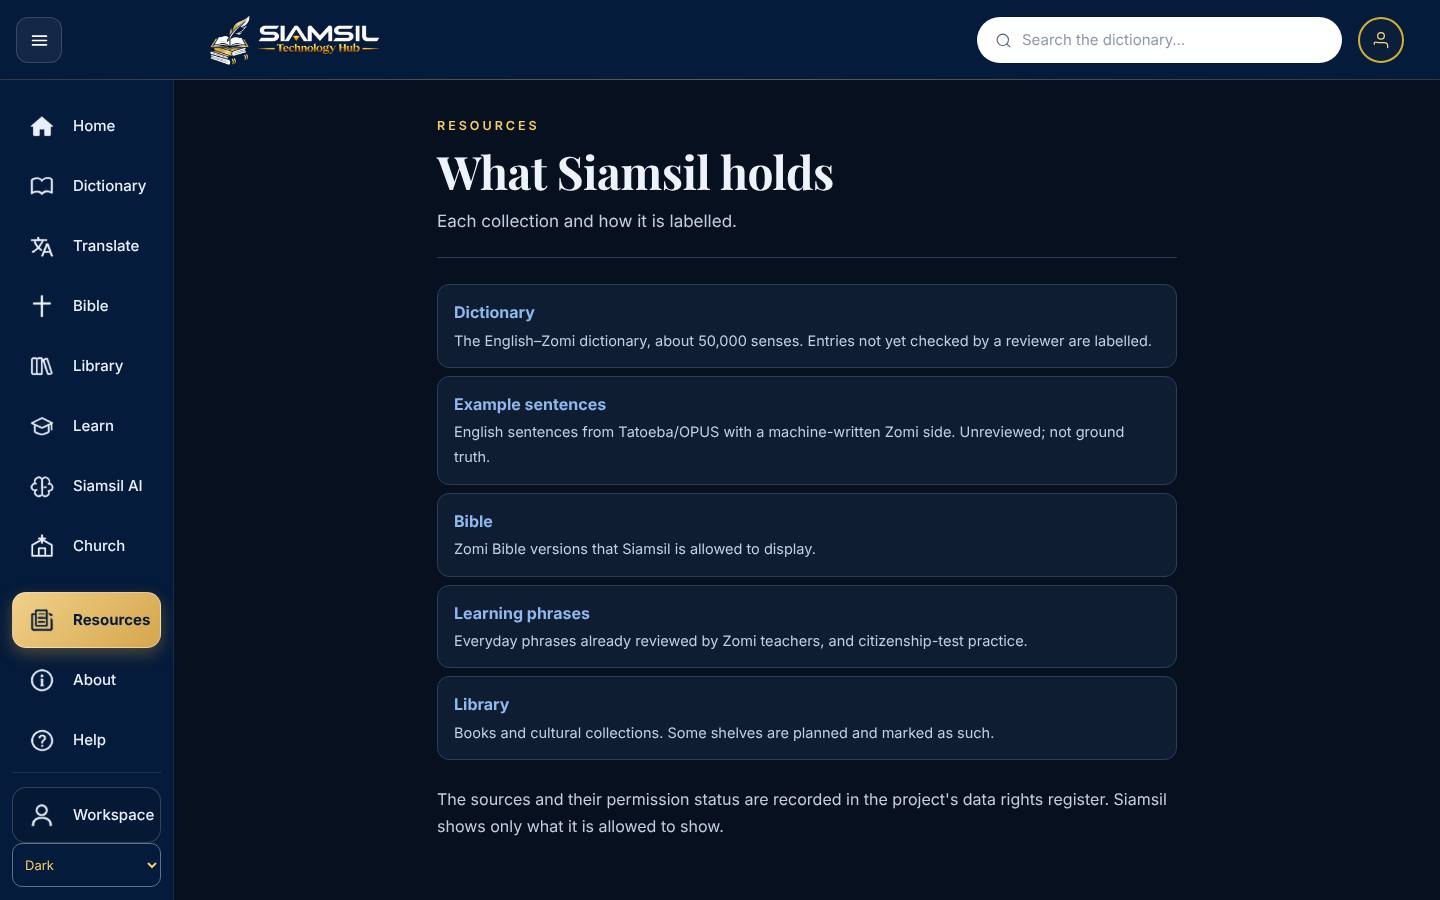 SIAMSIL
Technology Hub
Search the dictionary...
Home
Dictionary
Translate
Bible
Library
Learn
Siamsil AI
Church
Resources
About
Help
Workspace
Dark
RESOURCES
What Siamsil holds
Each collection and how it is labelled.
Dictionary
The English–Zomi dictionary, about 50,000 senses. Entries not yet checked by a reviewer are labelled.
Example sentences
English sentences from Tatoeba/OPUS with a machine-written Zomi side. Unreviewed; not ground
truth.
Bible
Zomi Bible versions that Siamsil is allowed to display.
Learning phrases
Everyday phrases already reviewed by Zomi teachers, and citizenship-test practice.
Library
Books and cultural collections. Some shelves are planned and marked as such.
The sources and their permission status are recorded in the project's data rights register. Siamsil
shows only what it is allowed to show.